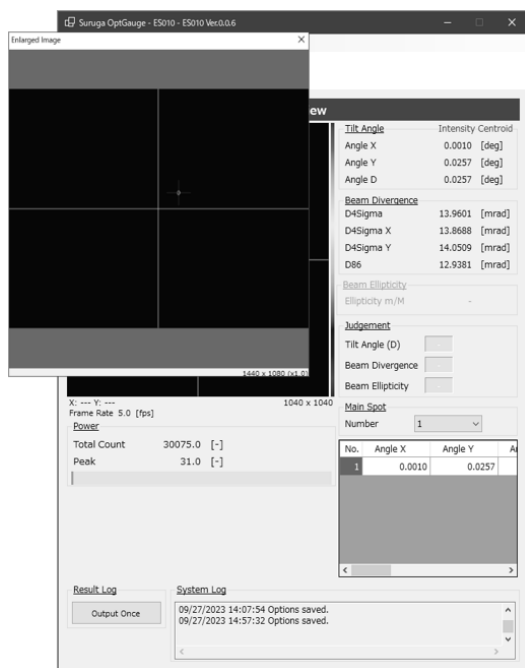 Suruga OptGauge - ES010 - ES010 Ver.0.0.6
Enlarged Image
ew
Tilt Angle Intensity Centroid
Angle X 0.0010 [deg]
Angle Y 0.0257 [deg]
Angle D 0.0257 [deg]
Beam Divergence
D4Sigma 13.9601 [mrad]
D4Sigma X 13.8688 [mrad]
D4Sigma Y 14.0509 [mrad]
D86 12.9381 [mrad]
Beam Ellipticity
Ellipticity m/M -
Judgement
Tilt Angle (D) -
Beam Divergence -
Beam Ellipticity -
1440 x 1080 (x1.0)
X: --- Y: --- 1040 x 1040
Frame Rate 5.0 [fps]
Main Spot
Number 1
Power
Total Count 30075.0 [-]
Peak 31.0 [-]
No. Angle X Angle Y
1 0.0010 0.0257
Result Log
Output Once
System Log
09/27/2023 14:07:54 Options saved.
09/27/2023 14:57:32 Options saved.